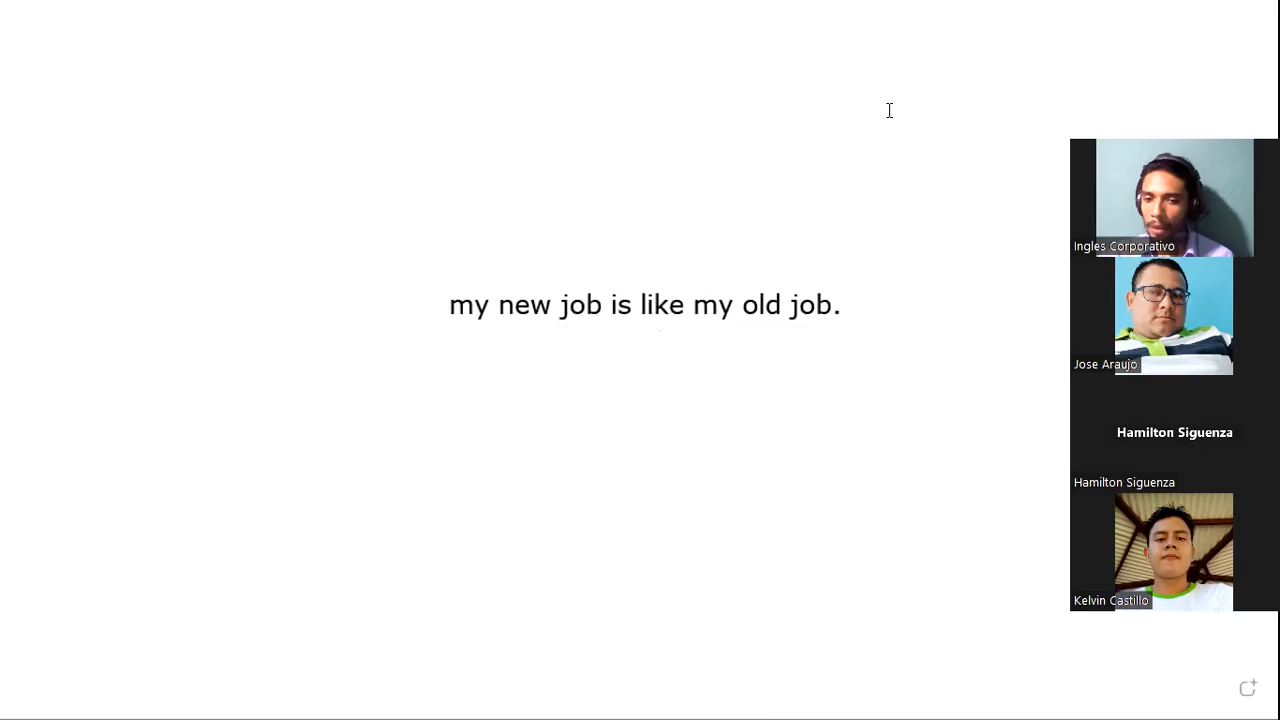 my new job is like my old job.
Ingles Corporativo
Jose Araujo
Hamilton Siguenza
Hamilton Siguenza
Kelvin Castillo